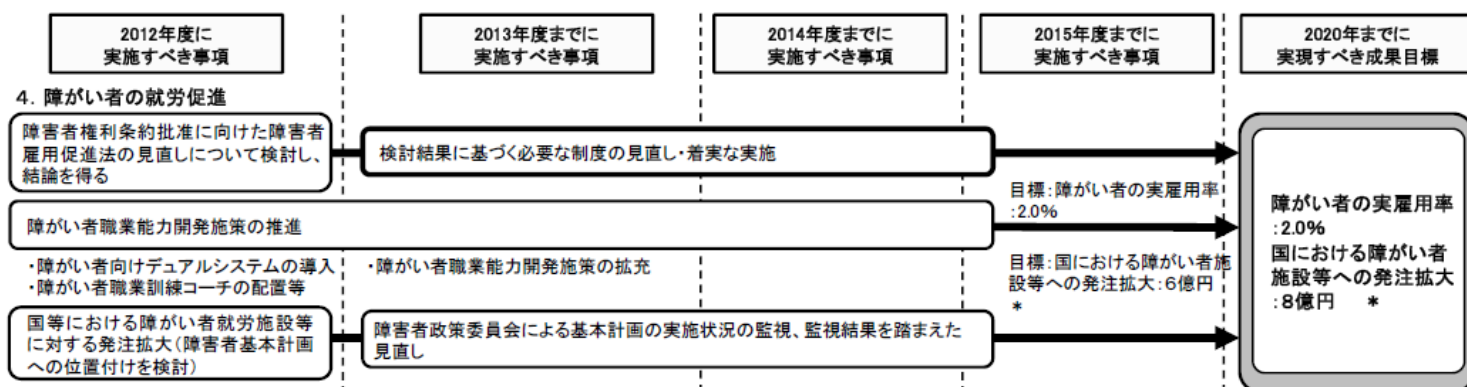 2012年度に
実施すべき事項
2013年度までに
実施すべき事項
2014年度までに
実施すべき事項
2015年度までに
実施すべき事項
2020年までに
実現すべき成果目標
４．障がい者の就労促進
障害者権利条約批准に向けた障害者
雇用促進法の見直しについて検討し、
結論を得る
検討結果に基づく必要な制度の見直し・着実な実施
目標：障がい者の実雇用率
：2.0%
障がい者職業能力開発施策の推進
・障がい者向けデュアルシステムの導入
・障がい者職業訓練コーチの配置等
・障がい者職業能力開発施策の拡充
目標：国における障がい者施
設等への発注拡大：６億円
＊
国等における障がい者就労施設等
に対する発注拡大（障害者基本計画
への位置付けを検討）
障害者政策委員会による基本計画の実施状況の監視、監視結果を踏まえた
見直し
障がい者の実雇用率
：2.0%
国における障がい者
施設等への発注拡大
：８億円　＊